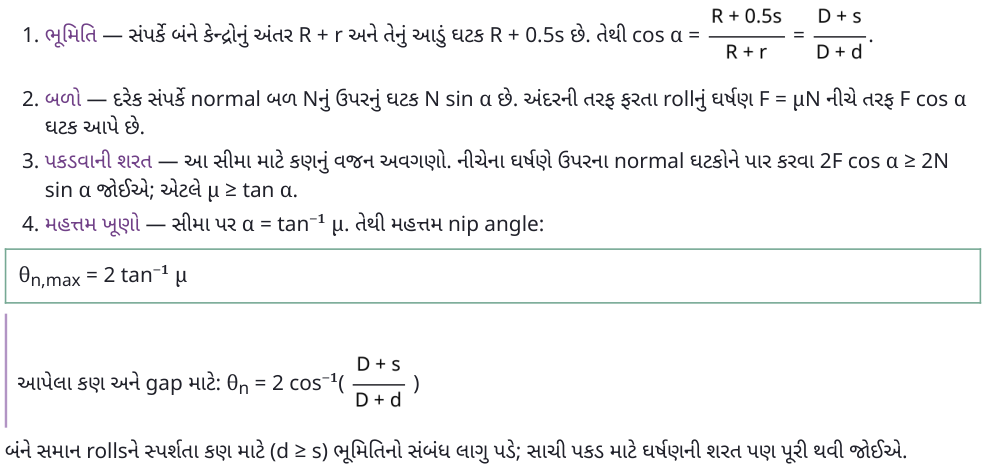 1. ભૂમિતિ — સંપર્કે બંને કેન્દ્રોનું અંતર R + r અને તેનું આડું ઘટક R + 0.5s છે. તેથી cos α = (R + 0.5s)/(R + r) = (D + s)/(D + d).
2. બળો — દરેક સંપર્કે normal બળ Nનું ઉપરનું ઘટક N sin α છે. અંદરની તરફ ફરતા rollનું ઘર્ષણ F = μN નીચે તરફ F cos α
ઘટક આપે છે.
3. પકડવાની શરત — આ સીમા માટે કણનું વજન અવગણો. નીચેના ઘર્ષણે ઉપરના normal ઘટકોને પાર કરવા 2F cos α ≥ 2N
sin α જોઈએ; એટલે μ ≥ tan α.
4. મહત્તમ ખૂણો — સીમા પર α = tan⁻¹ μ. તેથી મહત્તમ nip angle:
θn,max = 2 tan⁻¹ μ
આપેલા કણ અને gap માટે: θn = 2 cos⁻¹( (D + s)/(D + d) )
બંને સમાન rollsને સ્પર્શતા કણ માટે (d ≥ s) ભૂમિતિનો સંબંધ લાગુ પડે; સાચી પકડ માટે ઘર્ષણની શરત પણ પૂરી થવી જોઈએ.